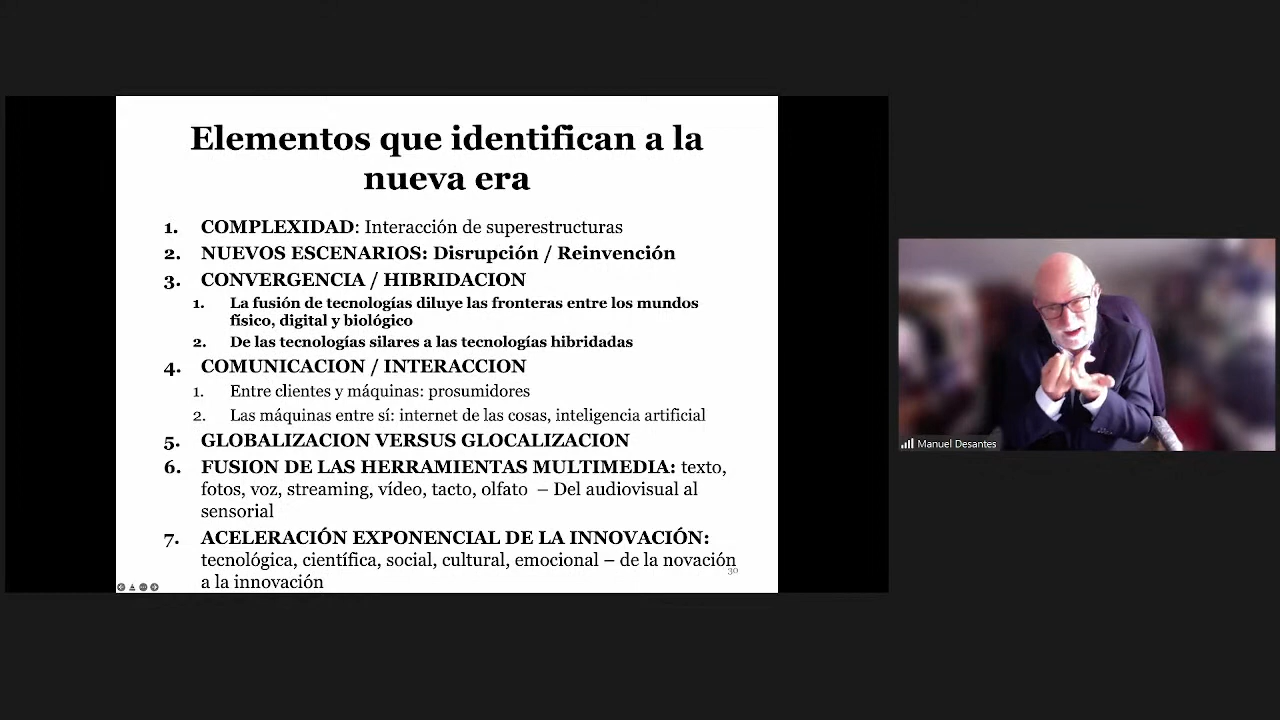 Elementos que identifican a la
nueva era
1. COMPLEXIDAD: Interacción de superestructuras
2. NUEVOS ESCENARIOS: Disrupción / Reinvención
3. CONVERGENCIA / HIBRIDACION
1. La fusión de tecnologías diluye las fronteras entre los mundos
físico, digital y biológico
2. De las tecnologías silares a las tecnologías hibridadas
4. COMUNICACION / INTERACCION
1. Entre clientes y máquinas: prosumidores
2. Las máquinas entre sí: internet de las cosas, inteligencia artificial
5. GLOBALIZACION VERSUS GLOCALIZACION
6. FUSION DE LAS HERRAMIENTAS MULTIMEDIA: texto,
fotos, voz, streaming, vídeo, tacto, olfato – Del audiovisual al
sensorial
7. ACELERACIÓN EXPONENCIAL DE LA INNOVACIÓN:
tecnológica, científica, social, cultural, emocional – de la novación
a la innovación
30
Manuel Desantes